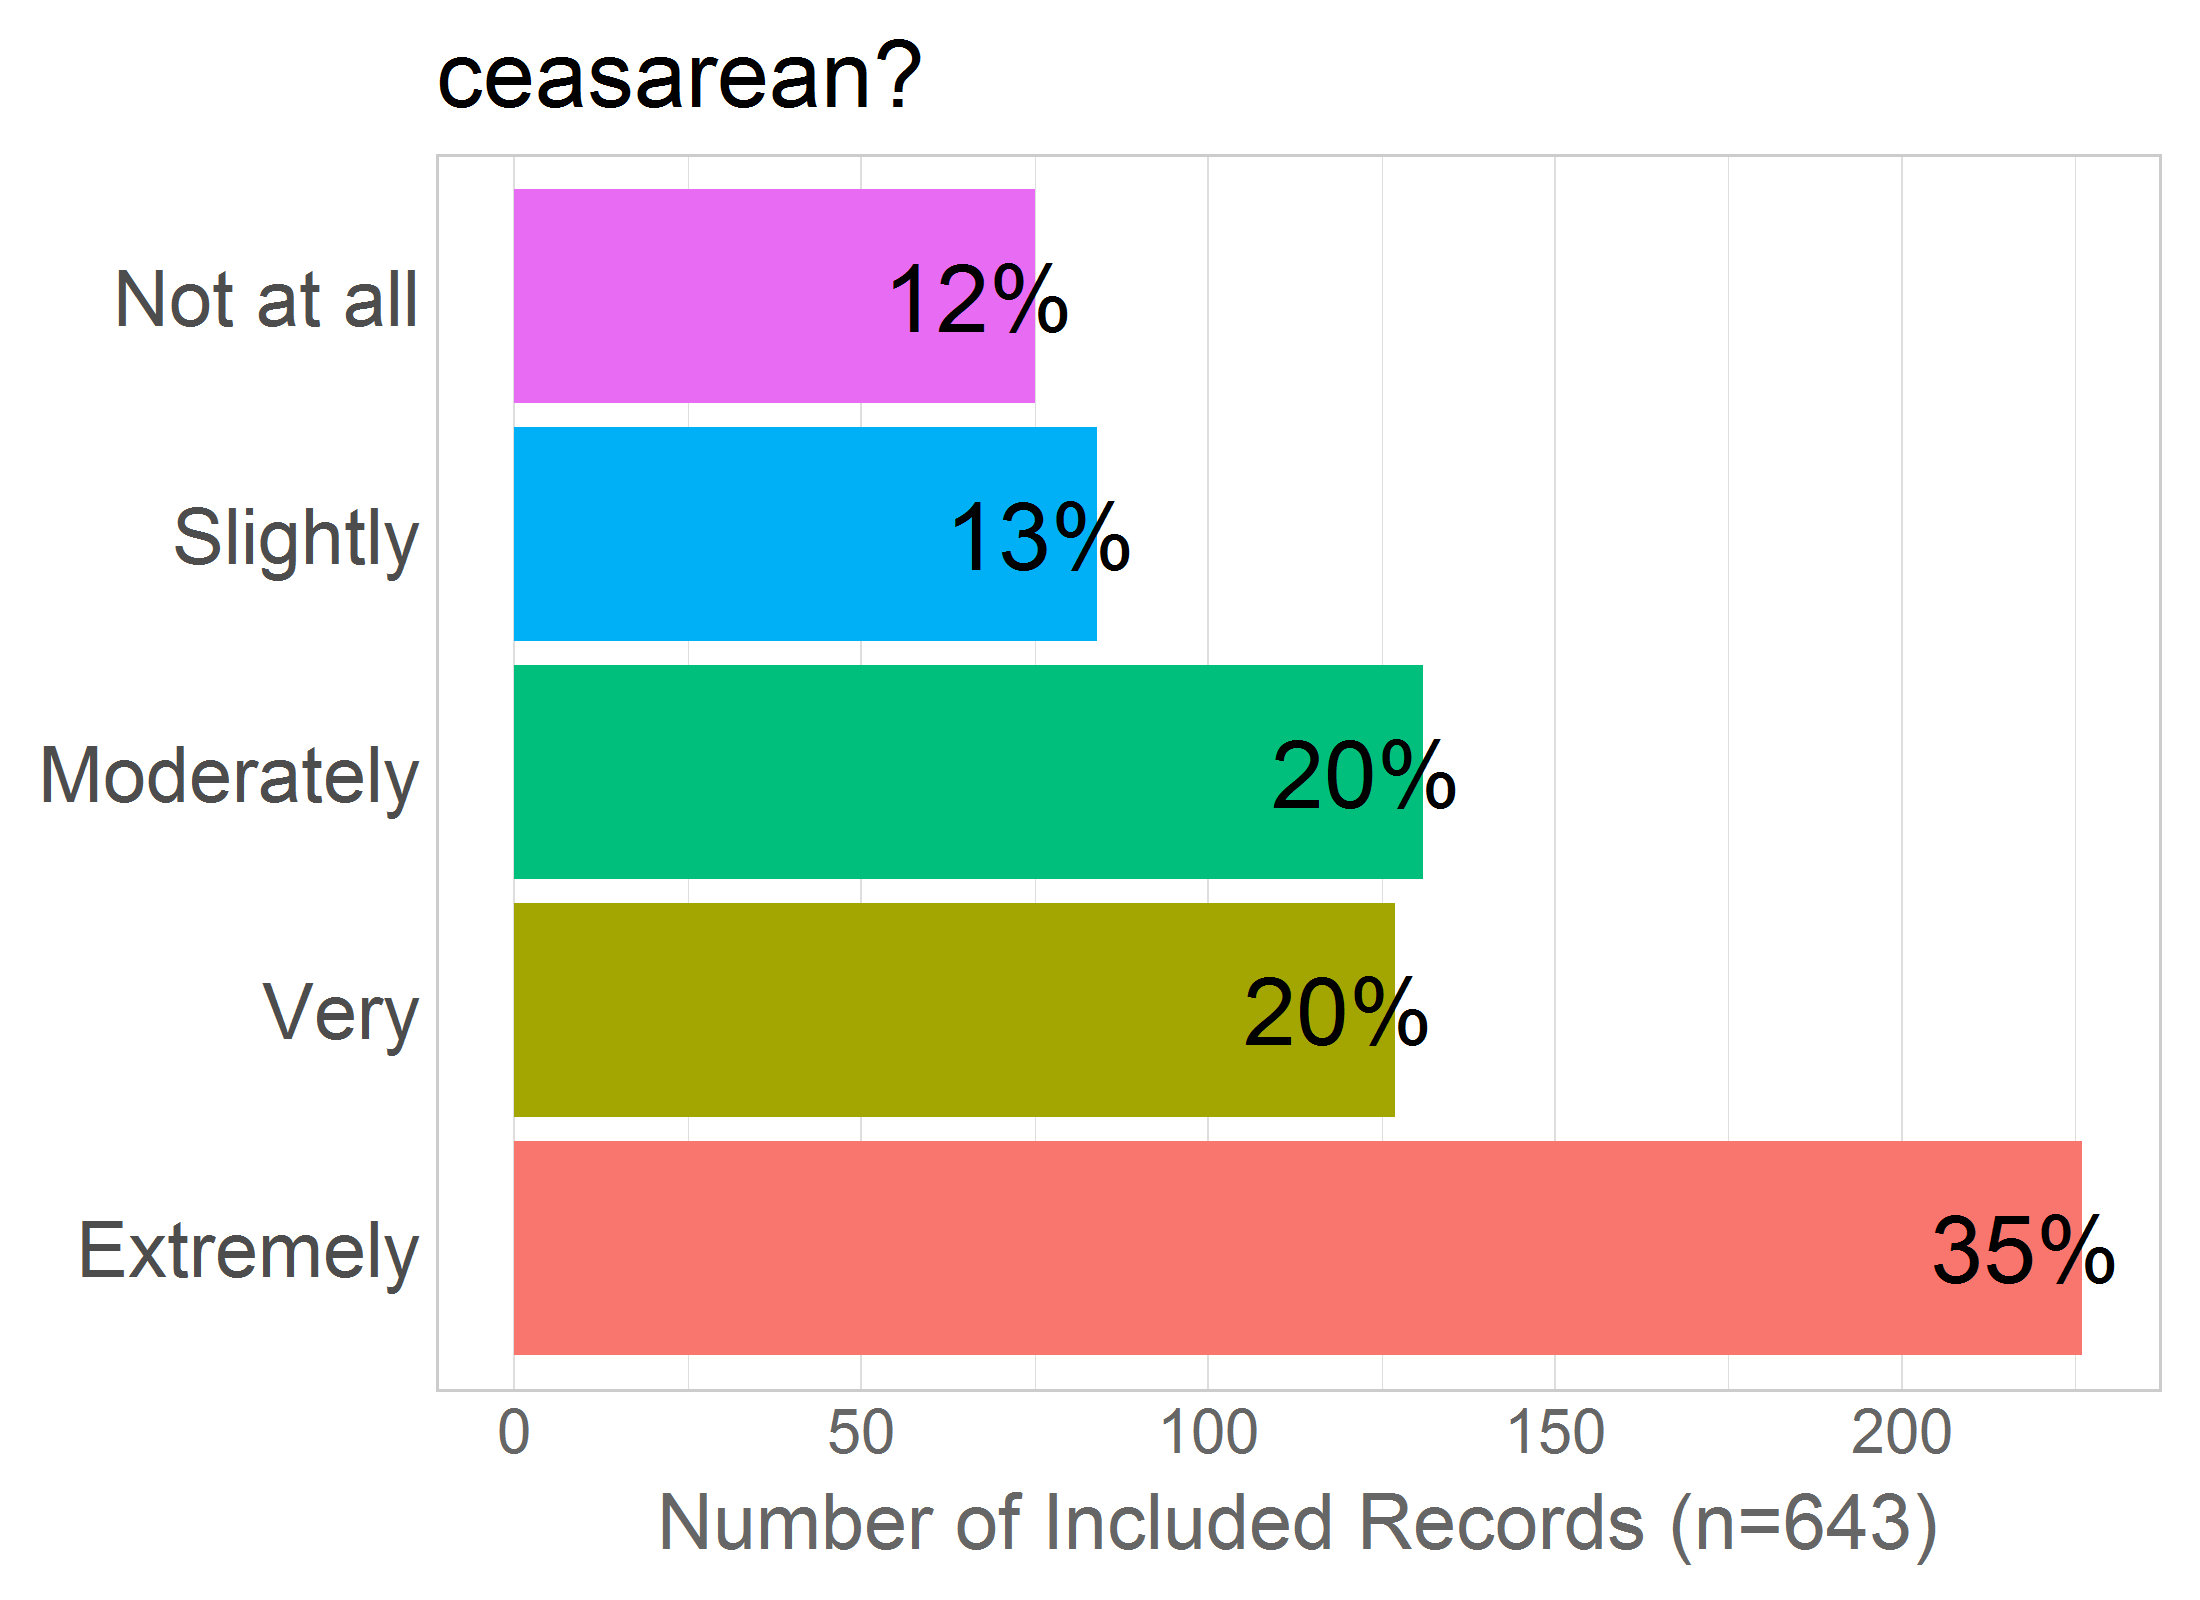 ceasarean?
Not at all
12%
Slightly
13%
Moderately
20%
Very
20%
Extremely
35%
0 50 100 150 200
Number of Included Records (n=643)